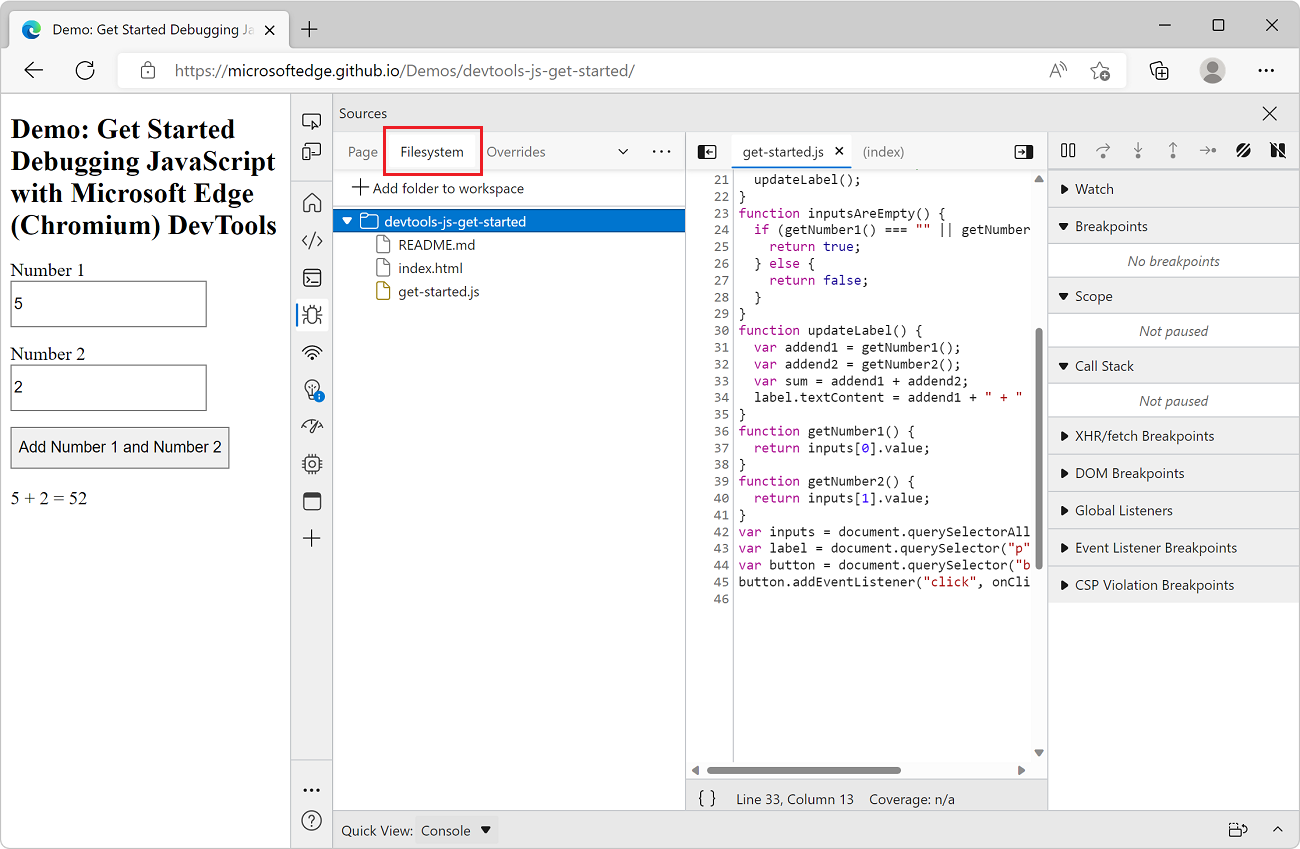 Demo: Get Started Debugging Ja
https://microsoftedge.github.io/Demos/devtools-js-get-started/
Demo: Get Started
Debugging JavaScript
with Microsoft Edge
(Chromium) DevTools
Number 1
5
Number 2
2
Add Number 1 and Number 2
5 + 2 = 52
Sources
Page Filesystem Overrides
Add folder to workspace
devtools-js-get-started
README.md
index.html
get-started.js
get-started.js (index)
21 updateLabel();
22 }
23 function inputsAreEmpty() {
24 if (getNumber1() === "" || getNumber
25 return true;
26 } else {
27 return false;
28 }
29 }
30 function updateLabel() {
31 var addend1 = getNumber1();
32 var addend2 = getNumber2();
33 var sum = addend1 + addend2;
34 label.textContent = addend1 + " + "
35 }
36 function getNumber1() {
37 return inputs[0].value;
38 }
39 function getNumber2() {
40 return inputs[1].value;
41 }
42 var inputs = document.querySelectorAll
43 var label = document.querySelector("p"
44 var button = document.querySelector("b
45 button.addEventListener("click", onCli
46
{ } Line 33, Column 13 Coverage: n/a
Watch
Breakpoints
No breakpoints
Scope
Not paused
Call Stack
Not paused
XHR/fetch Breakpoints
DOM Breakpoints
Global Listeners
Event Listener Breakpoints
CSP Violation Breakpoints
Quick View: Console